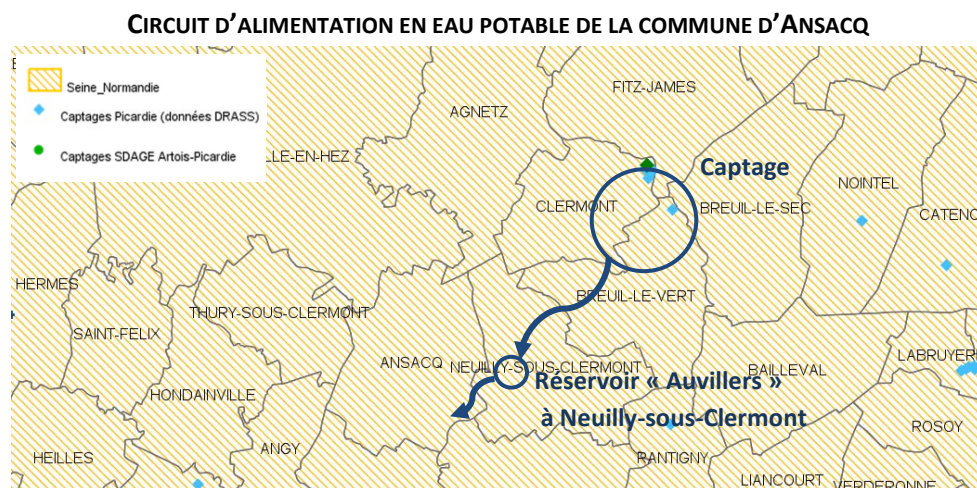 CIRCUIT D'ALIMENTATION EN EAU POTABLE DE LA COMMUNE D'ANSACQ
Seine_Normandie
Captages Picardie (données DRASS)
Captages SDAGE Artois-Picardie
FITZ-JAMES
AGNETZ
LLE-EN-HEZ
Captage
NOINTEL
CLERMONT
BREUIL-LE-SEC
CATENO
HERMES
BREUIL-LE-VERT
THURY-SOUS-CLERMONT
SAINT-FELIX
ANSACQ
NEUILLY-SOUS-CLERMONT
BAILLEVAL
LABRUYERE
Réservoir « Auvillers »
à Neuilly-sous-Clermont
HONDAINVILLE
ROSOY
ANGY
HEILLES
RANTIGNY
LIANCOURT
VERDERONNE